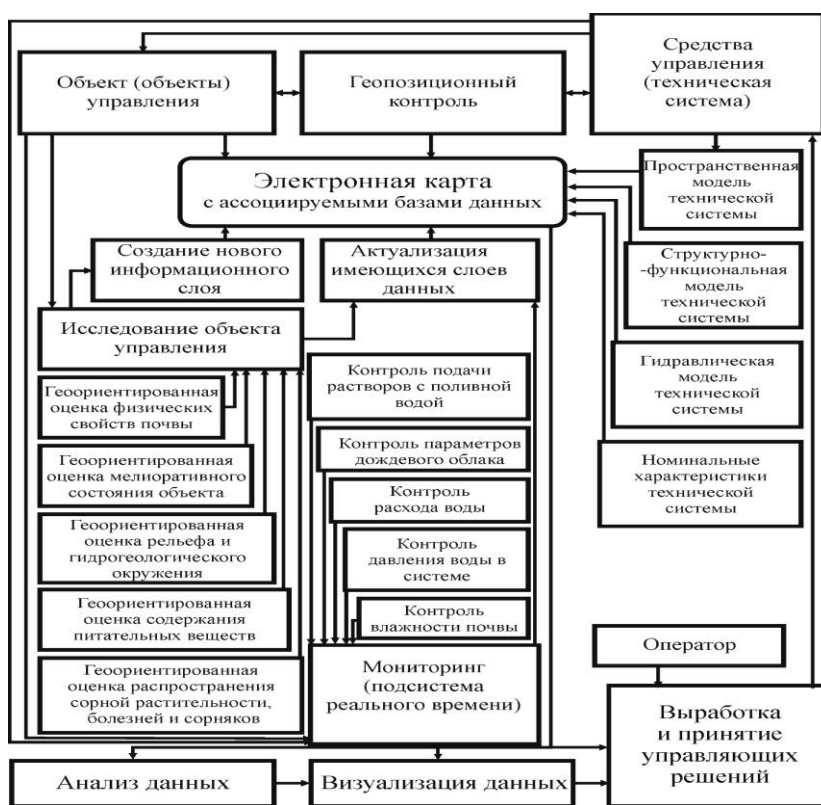 Объект (объекты)
управления
Геопозиционный
контроль
Средства
управления
(техническая
система)
Электронная карта
с ассоциируемыми базами данных
Пространственная
модель
технической
системы
Создание нового
информационного
слоя
Актуализация
имеющихся слоев
данных
Структурно-
-функциональная
модель
технической
системы
Исследование объекта
управления
Гидравлическая
модель
технической
системы
Номинальные
характеристики
технической
системы
Геоориентированная
оценка физических
свойств почвы
Геоориентированная
оценка мелиоративного
состояния объекта
Геоориентированная
оценка рельефа и
гидрогеологического
окружения
Геоориентированная
оценка содержания
питательных веществ
Геоориентированная
оценка распространения
сорной растительности,
болезней и сорняков
Контроль подачи
растворов с поливной
водой
Контроль параметров
дождевого облака
Контроль
расхода воды
Контроль
давления воды в
системе
Контроль
влажности почвы
Мониторинг
(подсистема
реального времени)
Оператор
Выработка
и принятие
управляющих
решений
Анализ данных
Визуализация данных